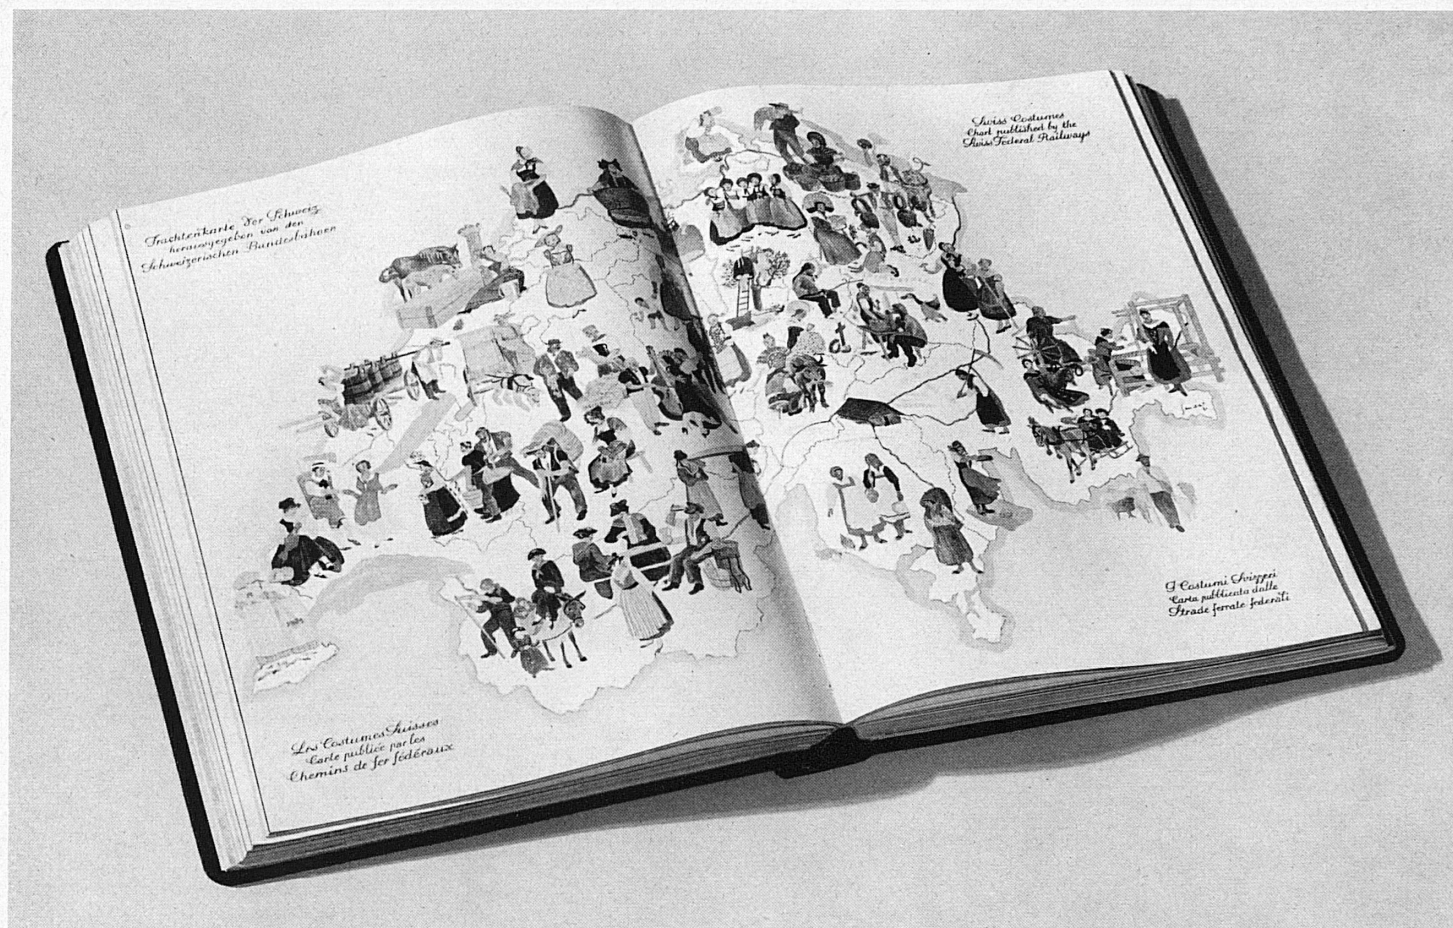 Trachtenkarte der Schweiz
herausgegeben von den
Schweizerischen Bundesbahnen
Swiss Costumes
Chart published by the
Swiss Federal Railways
Les Costumes Suisses
Carte publiée par les
Chemins de fer fédéraux
I Costumi Svizzeri
Carta pubblicata dalle
Strade ferrate federali